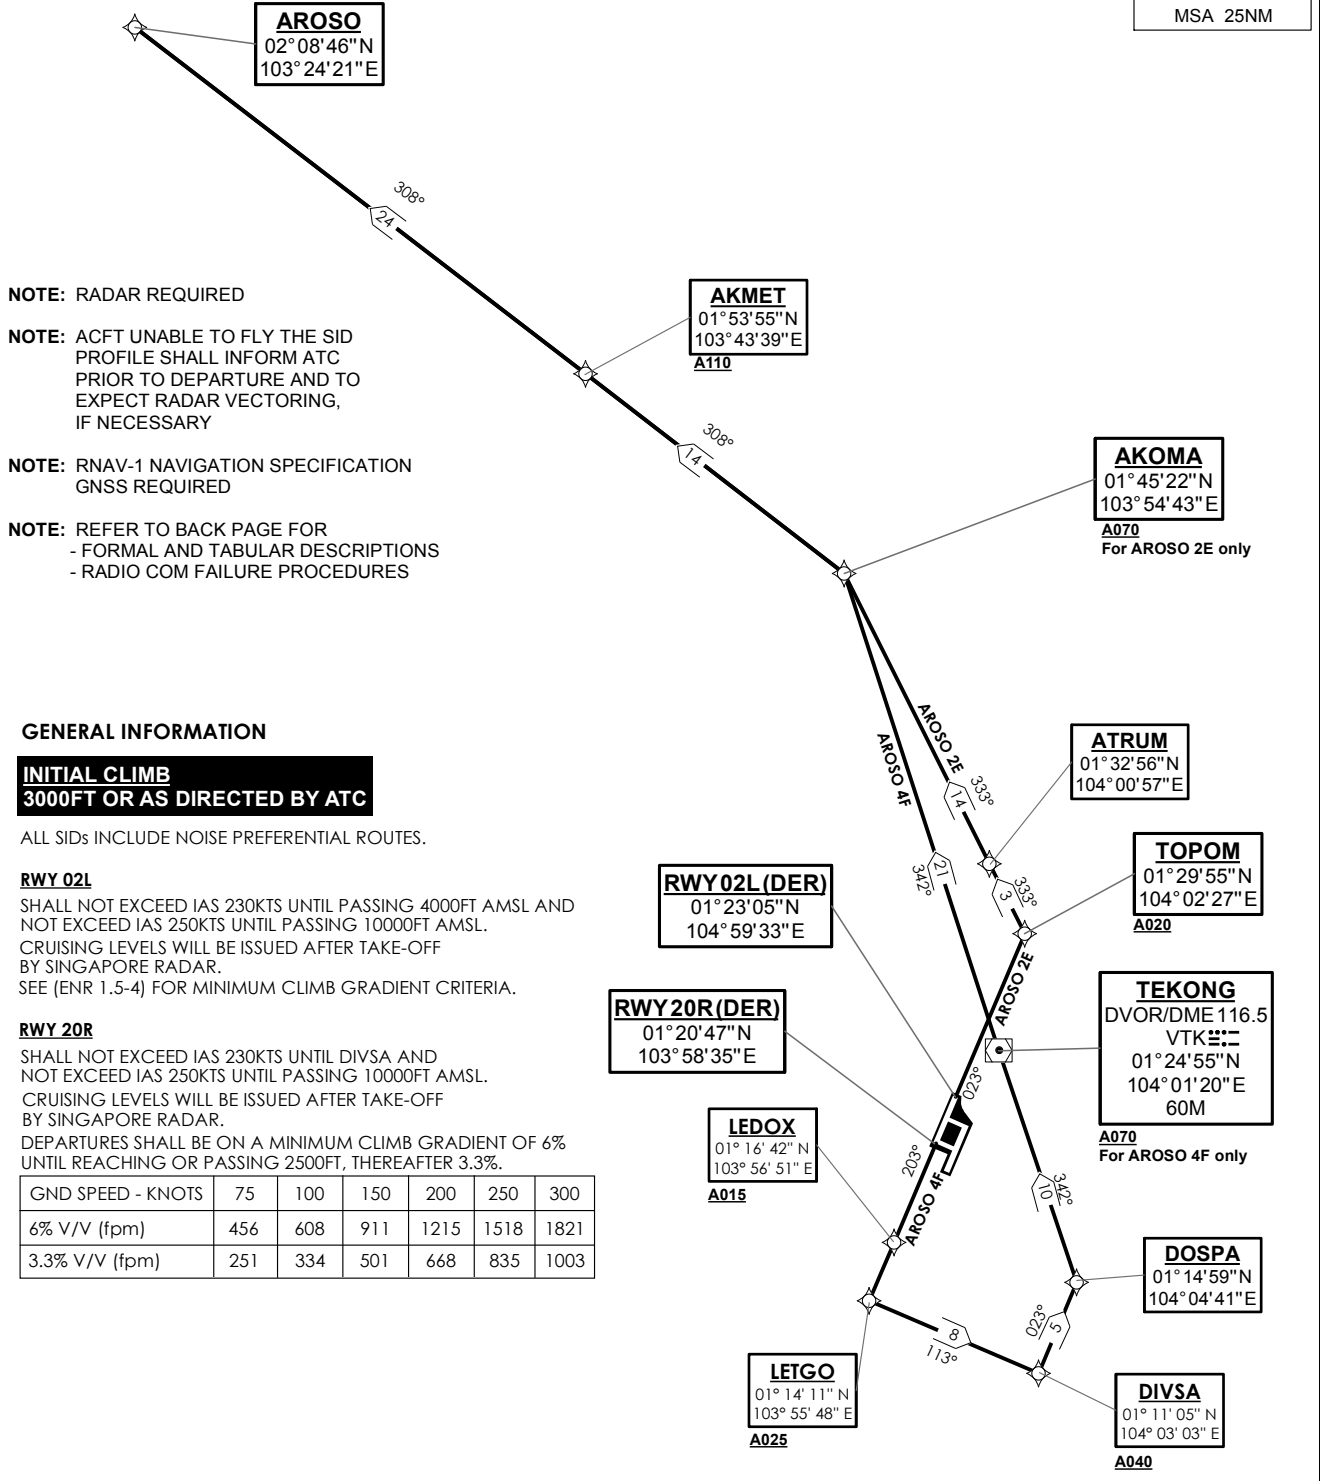 MSA 25NM
AROSO
02°08'46"N
103°24'21"E
308°
24
NOTE: RADAR REQUIRED
NOTE: ACFT UNABLE TO FLY THE SID
PROFILE SHALL INFORM ATC
PRIOR TO DEPARTURE AND TO
EXPECT RADAR VECTORING,
IF NECESSARY
NOTE: RNAV-1 NAVIGATION SPECIFICATION
GNSS REQUIRED
NOTE: REFER TO BACK PAGE FOR
- FORMAL AND TABULAR DESCRIPTIONS
- RADIO COM FAILURE PROCEDURES
AKMET
01°53'55"N
103°43'39"E
A110
308°
14
AKOMA
01°45'22"N
103°54'43"E
A070
For AROSO 2E only
AROSO 2E
AROSO 4F
333°
14
ATRUM
01°32'56"N
104°00'57"E
342°
21
333°
3
TOPOM
01°29'55"N
104°02'27"E
A020
AROSO 2E
RWY02L(DER)
01°23'05"N
104°59'33"E
RWY20R(DER)
01°20'47"N
103°58'35"E
TEKONG
DVOR/DME 116.5
VTK
01°24'55"N
104°01'20"E
60M
A070
For AROSO 4F only
023°
203°
AROSO 4F
LEDOX
01° 16' 42" N
103° 56' 51" E
A015
342°
10
DOSPA
01°14'59"N
104°04'41"E
023°
5
8
113°
LETGO
01° 14' 11" N
103° 55' 48" E
A025
DIVSA
01° 11' 05" N
104° 03' 03" E
A040
GENERAL INFORMATION
INITIAL CLIMB
3000FT OR AS DIRECTED BY ATC
ALL SIDs INCLUDE NOISE PREFERENTIAL ROUTES.
RWY 02L
SHALL NOT EXCEED IAS 230KTS UNTIL PASSING 4000FT AMSL AND
NOT EXCEED IAS 250KTS UNTIL PASSING 10000FT AMSL.
CRUISING LEVELS WILL BE ISSUED AFTER TAKE-OFF
BY SINGAPORE RADAR.
SEE (ENR 1.5-4) FOR MINIMUM CLIMB GRADIENT CRITERIA.
RWY 20R
SHALL NOT EXCEED IAS 230KTS UNTIL DIVSA AND
NOT EXCEED IAS 250KTS UNTIL PASSING 10000FT AMSL.
CRUISING LEVELS WILL BE ISSUED AFTER TAKE-OFF
BY SINGAPORE RADAR.
DEPARTURES SHALL BE ON A MINIMUM CLIMB GRADIENT OF 6%
UNTIL REACHING OR PASSING 2500FT, THEREAFTER 3.3%.
GND SPEED - KNOTS 75 100 150 200 250 300
6% V/V (fpm) 456 608 911 1215 1518 1821
3.3% V/V (fpm) 251 334 501 668 835 1003